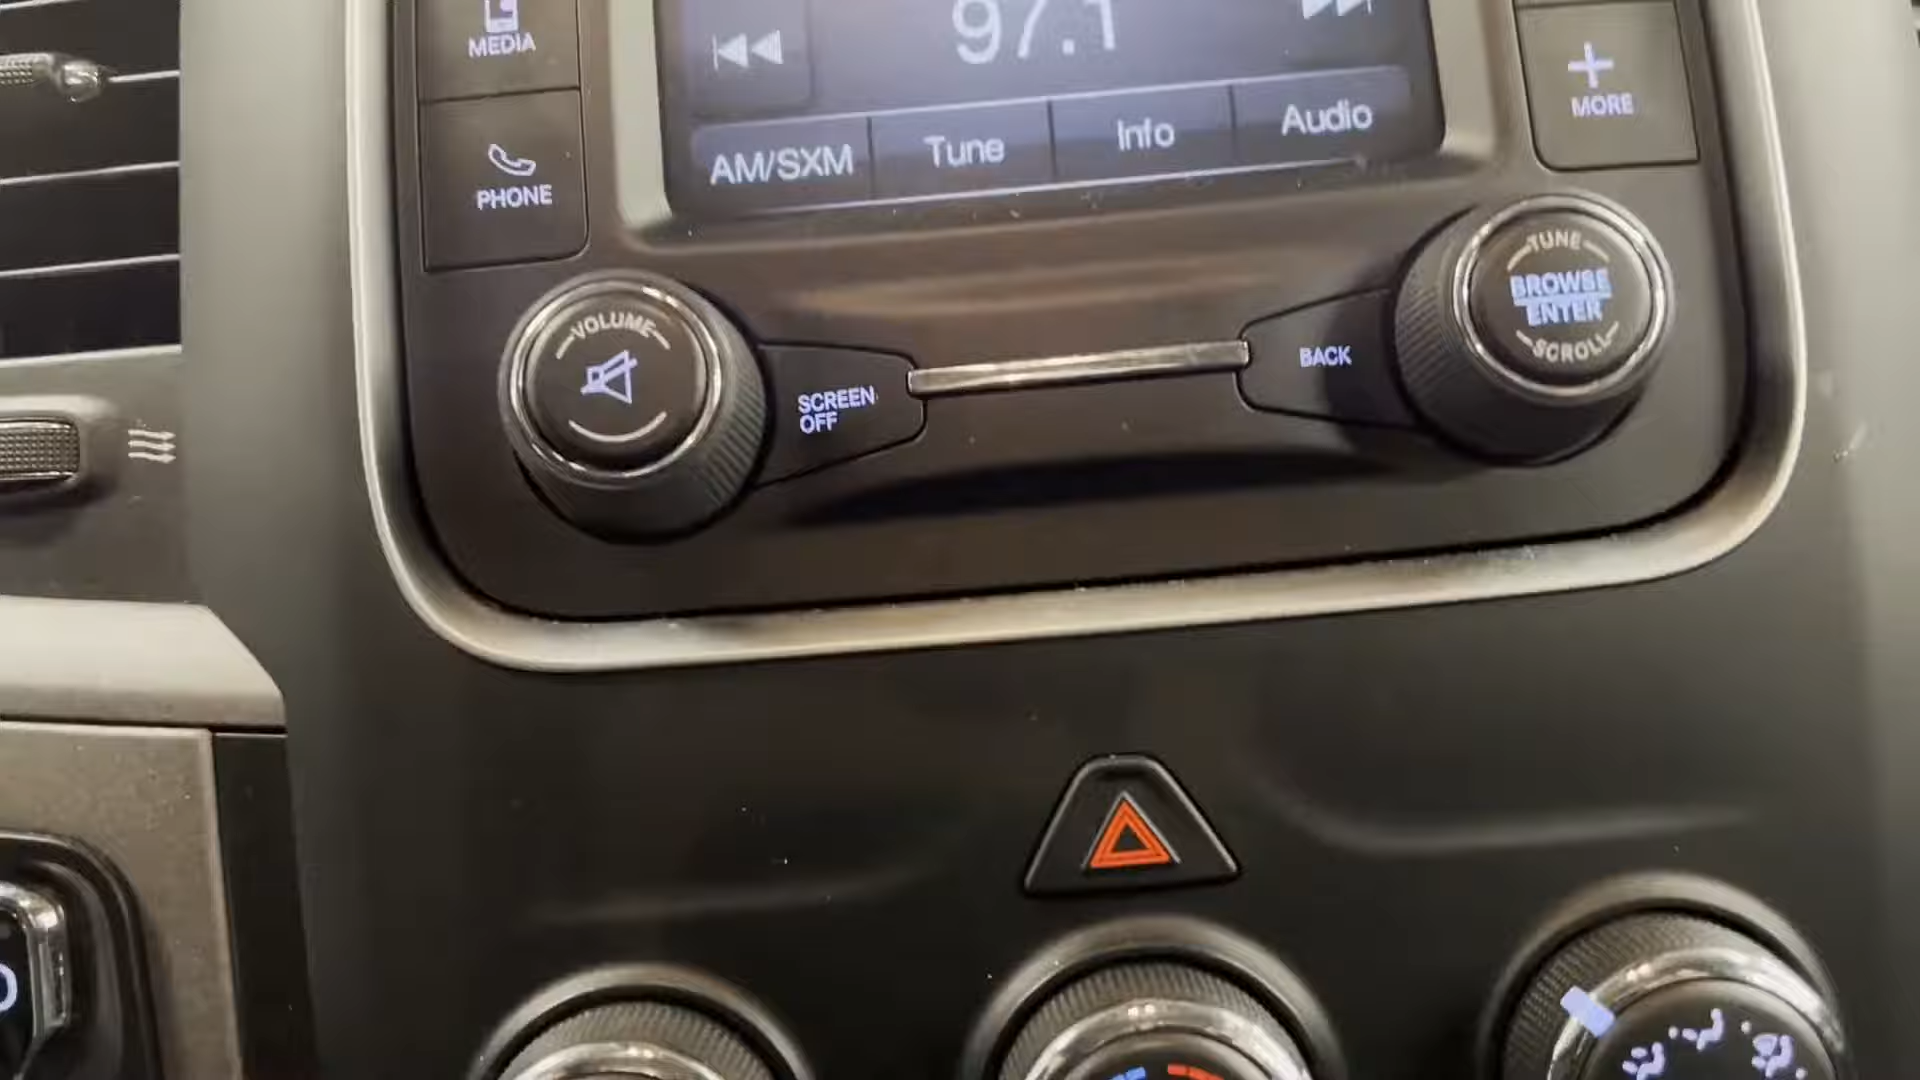 MEDIA
97.1
MORE
AM/SXM
Tune
Info
Audio
PHONE
TUNE
BROWSE
ENTER
SCROLL
VOLUME
SCREEN
OFF
BACK